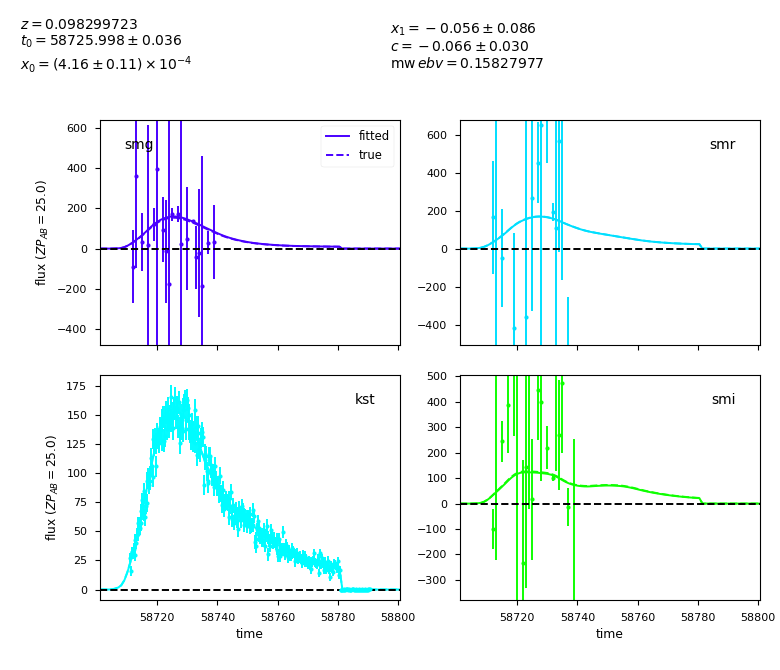 z = 0.098299723
t₀ = 58725.998 ± 0.036
x₀ = (4.16 ± 0.11) × 10⁻⁴
x₁ = −0.056 ± 0.086
c = −0.066 ± 0.030
mw ebv = 0.15827977
smg
fitted
true
flux (ZP_AB = 25.0)
600
400
200
0
−200
−400
smr
600
400
200
0
−200
−400
kst
flux (ZP_AB = 25.0)
175
150
125
100
75
50
25
0
58720
58740
58760
58780
58800
time
smi
500
400
300
200
100
0
−100
−200
−300
58720
58740
58760
58780
58800
time